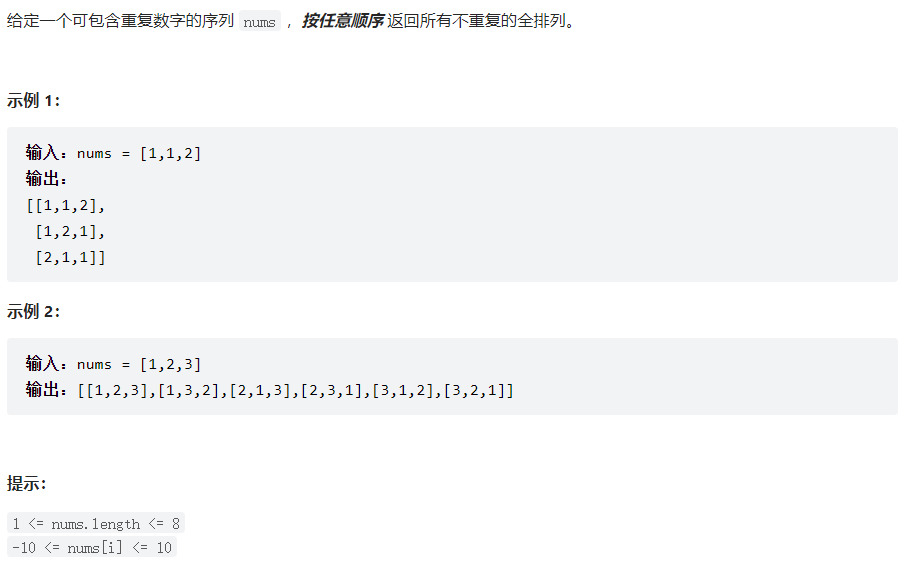 给定一个可包含重复数字的序列 nums ，按任意顺序 返回所有不重复的全排列。
示例 1：
输入：nums = [1,1,2]
输出：
[[1,1,2],
 [1,2,1],
 [2,1,1]]
示例 2：
输入：nums = [1,2,3]
输出：[[1,2,3],[1,3,2],[2,1,3],[2,3,1],[3,1,2],[3,2,1]]
提示：
1 <= nums.length <= 8
-10 <= nums[i] <= 10